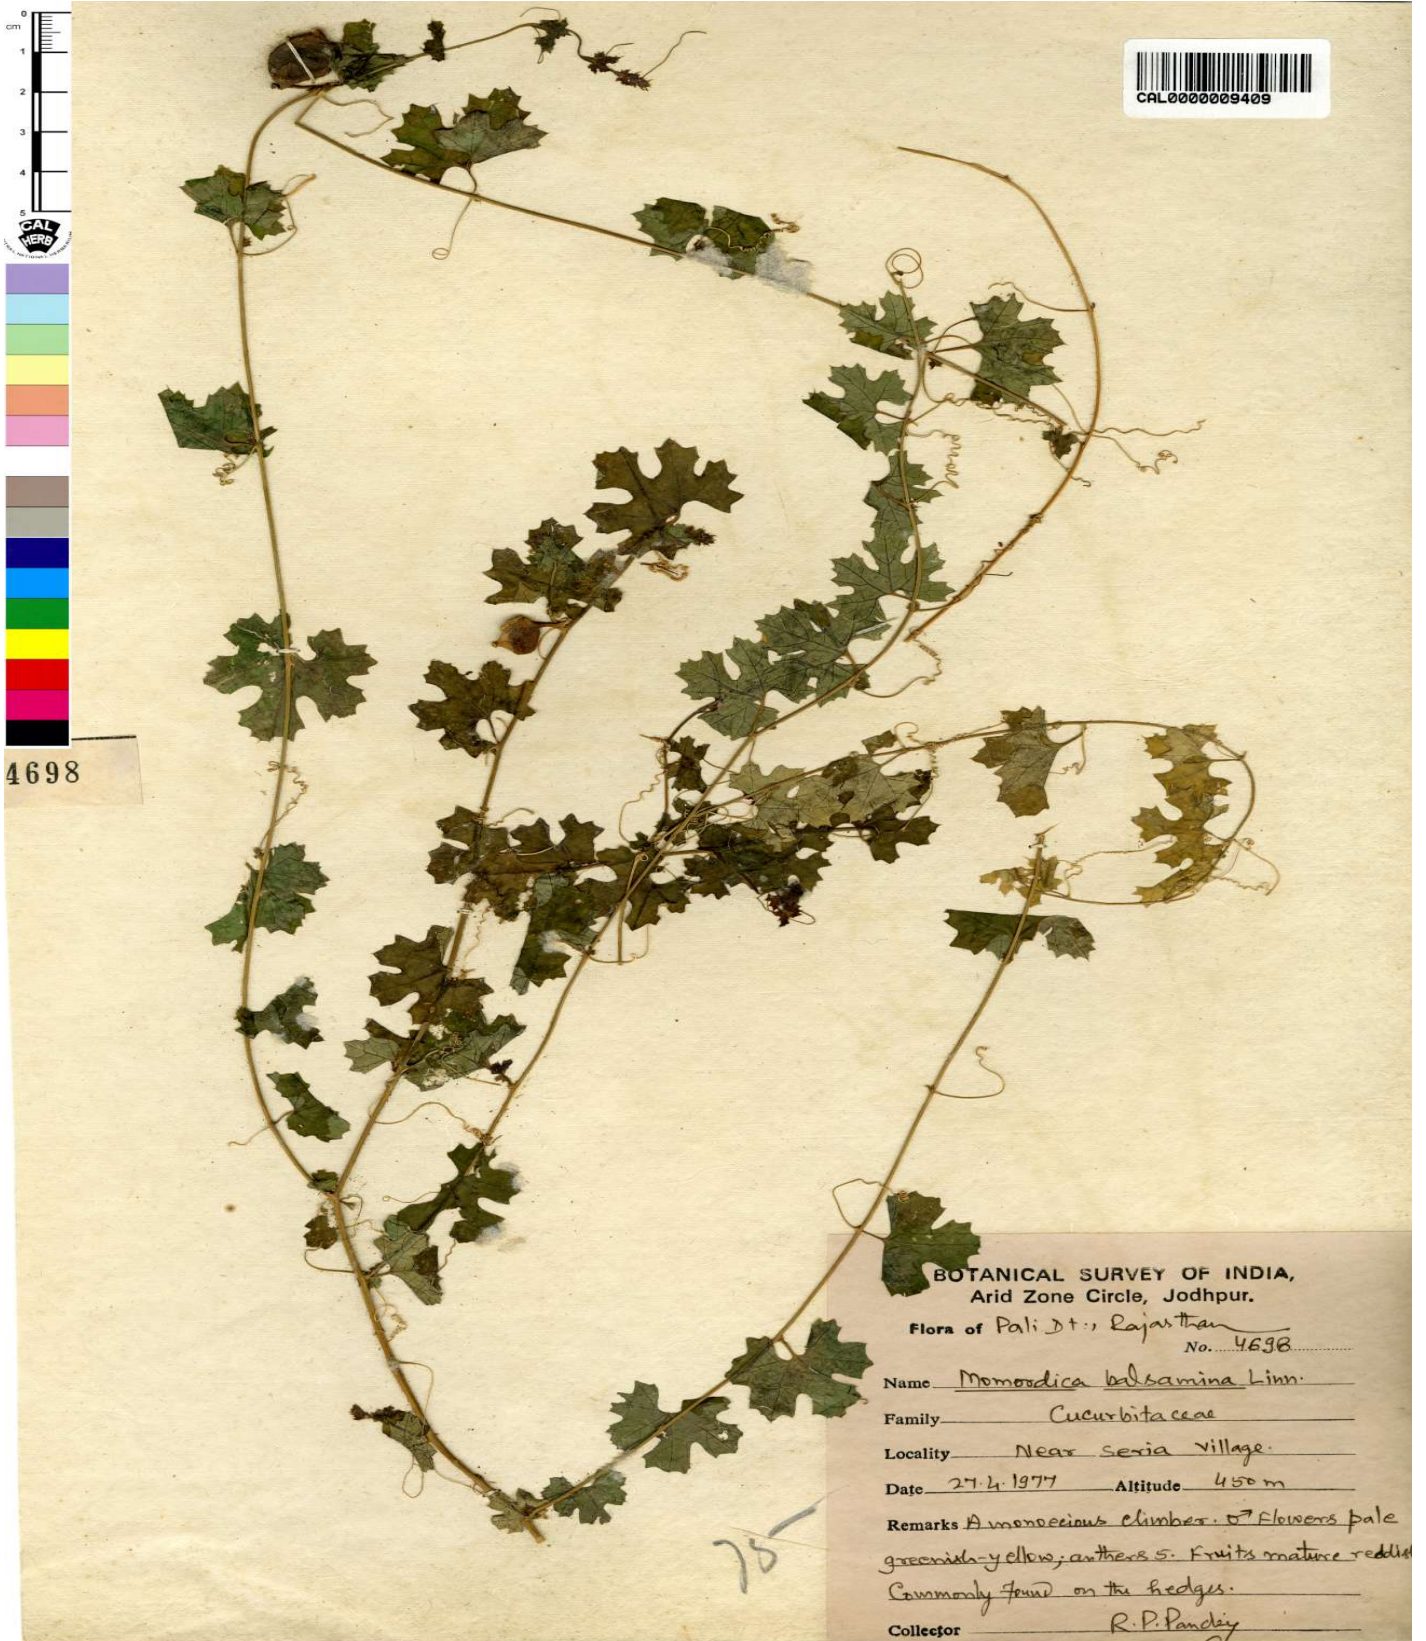 0
cm
1
2
3
4
5
CAL
HERB
CAL0000009409
4698
BOTANICAL SURVEY OF INDIA,
Arid Zone Circle, Jodhpur.
Flora of Pali Dt., Rajasthan
No. 4698
Name Momordica balsamina Linn.
Family Cucurbitaceae
Locality Near Seria village.
Date 27.4.1977 Altitude 450 m
Remarks A monoecious climber. ♂ Flowers pale
greenish-yellow; anthers 5. Fruits mature reddish
Commonly found on the hedges.
Collector R.P. Pandey
75